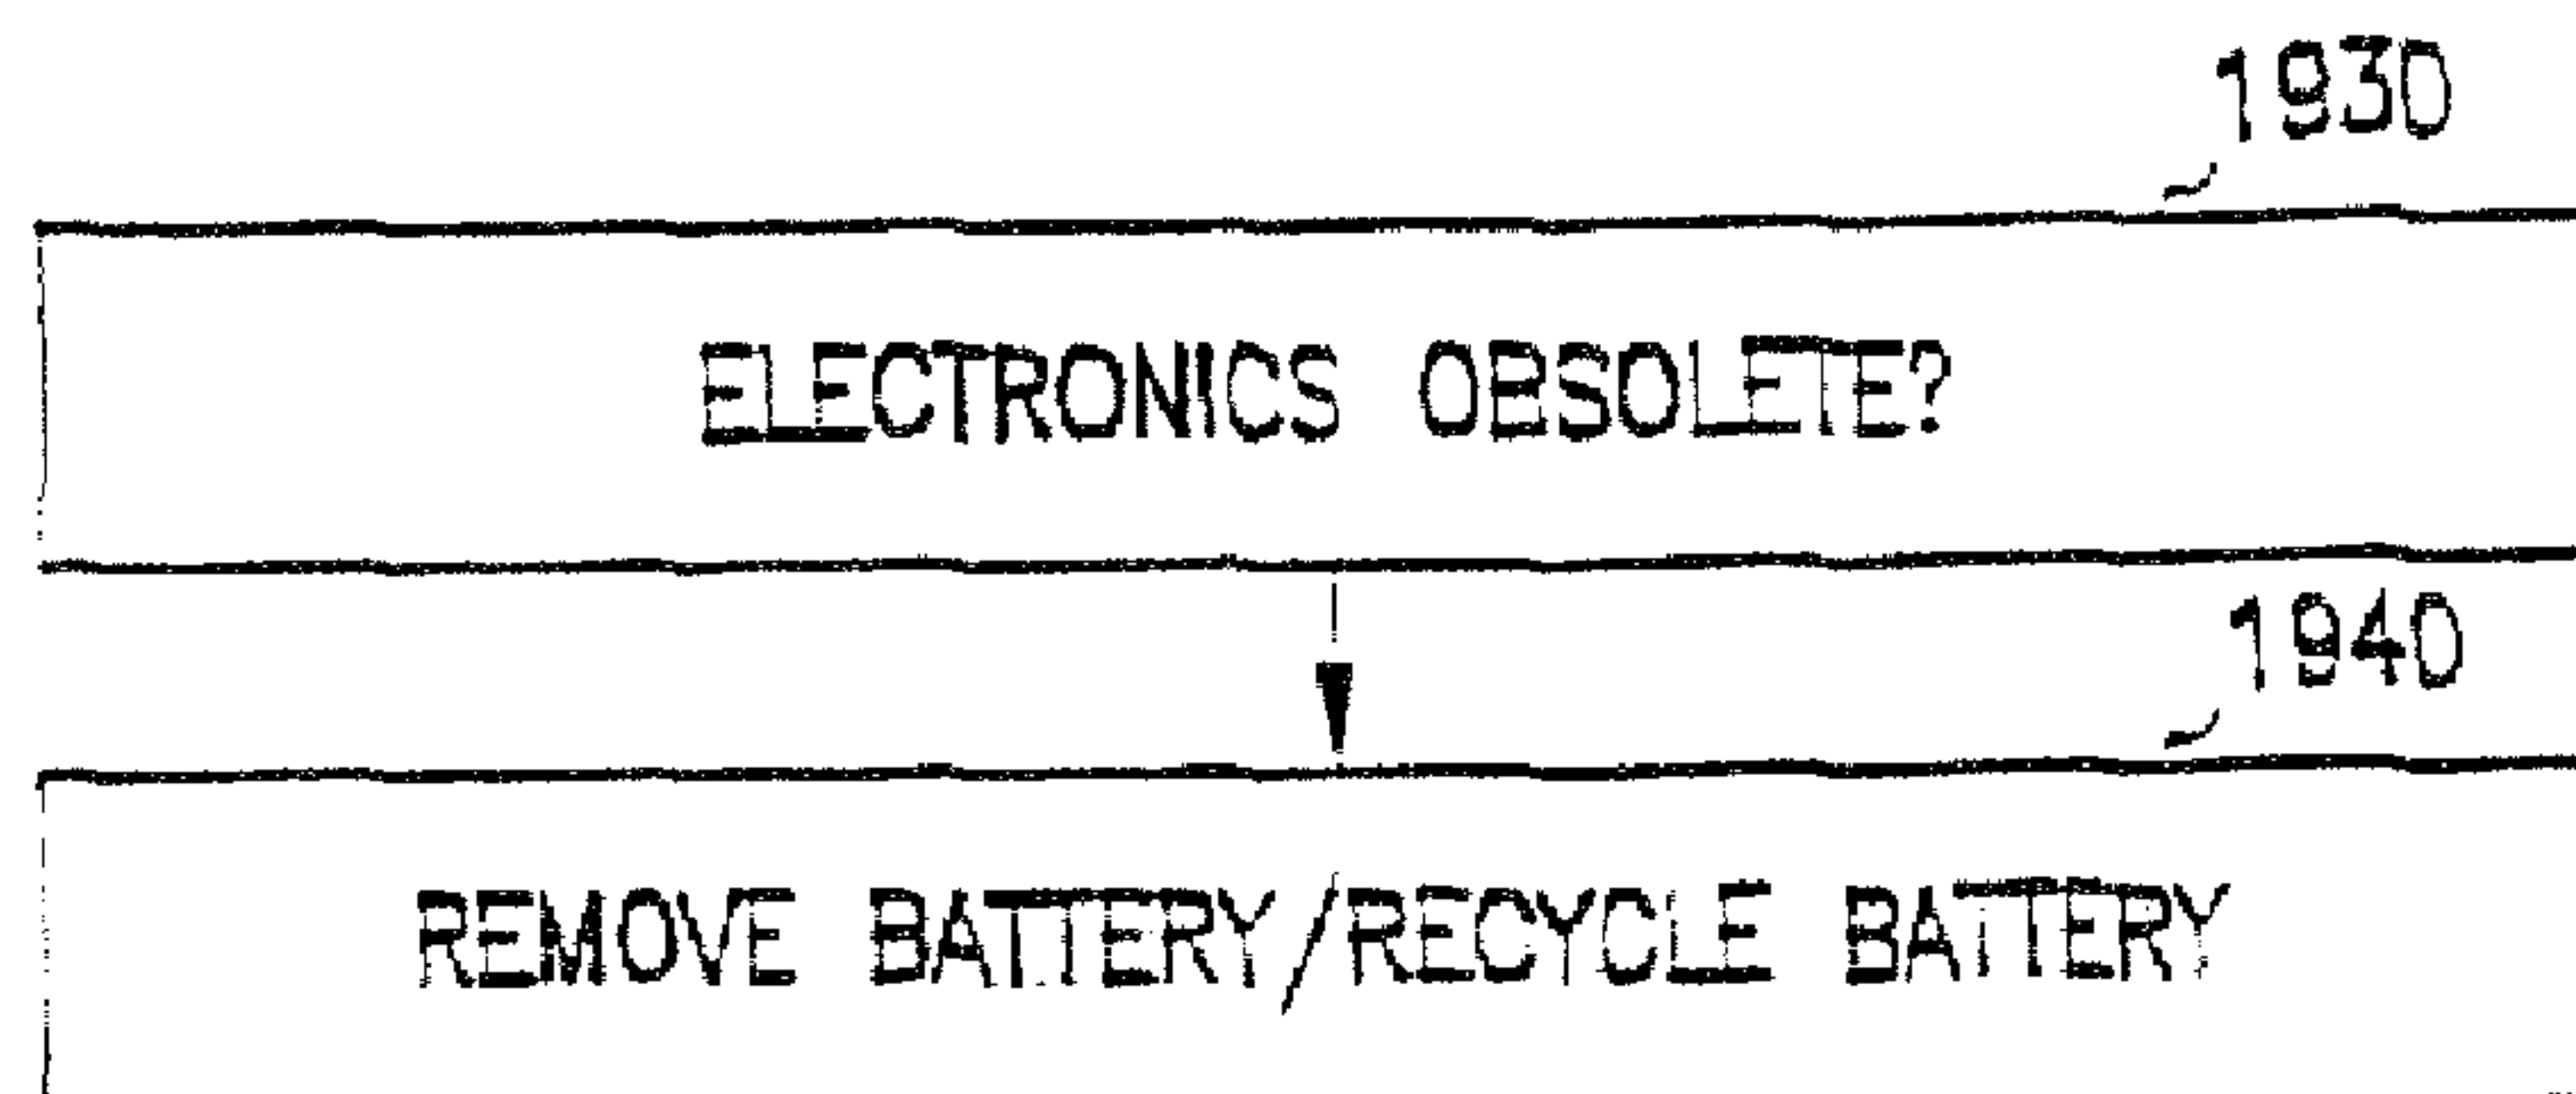 1930
ELECTRONICS OBSOLETE?
1940
REMOVE BATTERY/RECYCLE BATTERY